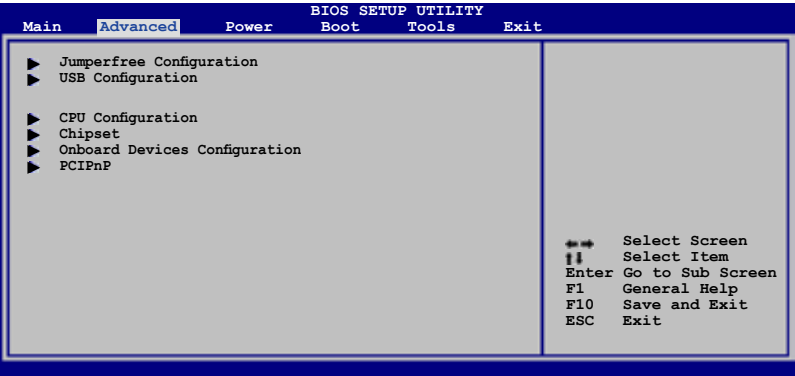 BIOS SETUP UTILITY
Main Advanced Power Boot Tools Exit
Jumperfree Configuration
USB Configuration
CPU Configuration
Chipset
Onboard Devices Configuration
PCIPnP
Select Screen
Select Item
Enter Go to Sub Screen
F1 General Help
F10 Save and Exit
ESC Exit